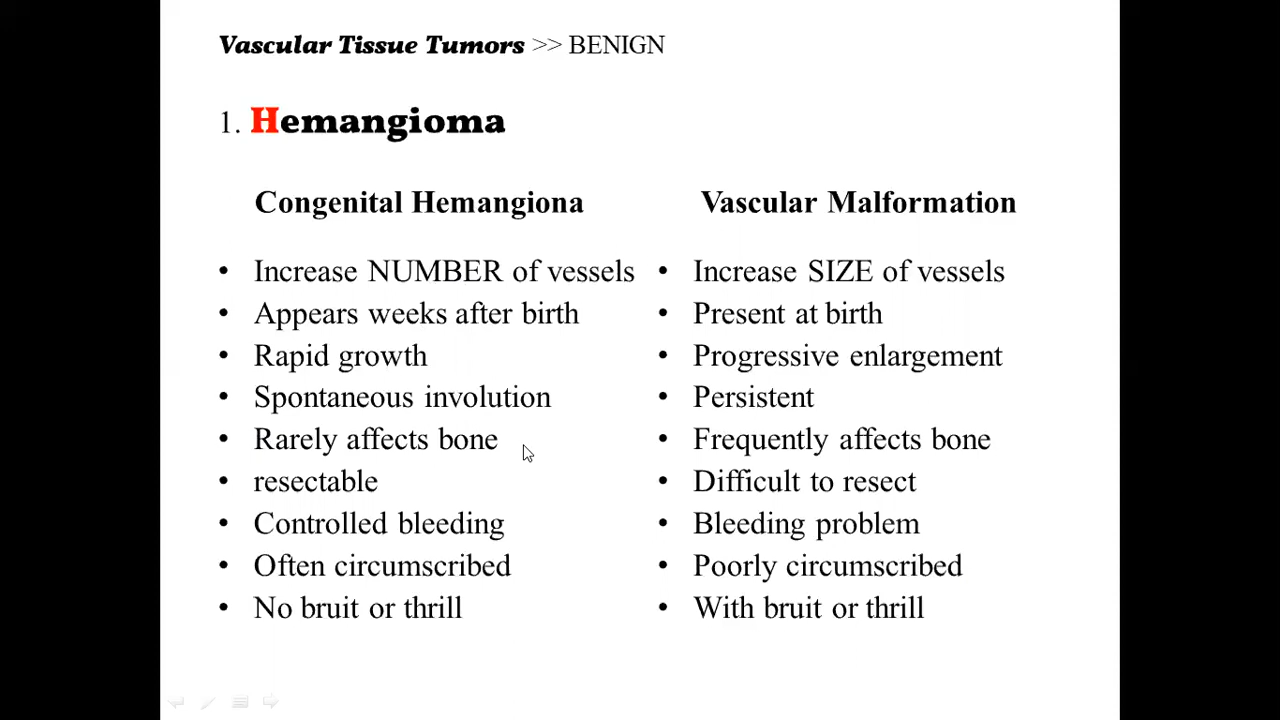 Vascular Tissue Tumors >> BENIGN
1. Hemangioma
Congenital Hemangiona
• Increase NUMBER of vessels
• Appears weeks after birth
• Rapid growth
• Spontaneous involution
• Rarely affects bone
• resectable
• Controlled bleeding
• Often circumscribed
• No bruit or thrill
Vascular Malformation
• Increase SIZE of vessels
• Present at birth
• Progressive enlargement
• Persistent
• Frequently affects bone
• Difficult to resect
• Bleeding problem
• Poorly circumscribed
• With bruit or thrill